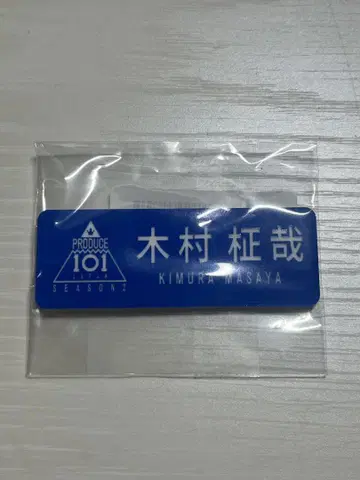 PRODUCE
101
JAPAN
SEASON2
木村 柾哉
KIMURA MASAYA